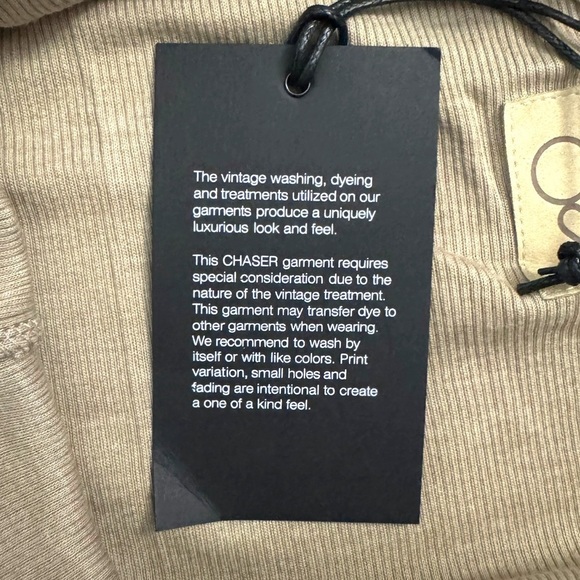 The vintage washing, dyeing
and treatments utilized on our
garments produce a uniquely
luxurious look and feel.
This CHASER garment requires
special consideration due to the
nature of the vintage treatment.
This garment may transfer dye to
other garments when wearing.
We recommend to wash by
itself or with like colors. Print
variation, small holes and
fading are intentional to create
a one of a kind feel.